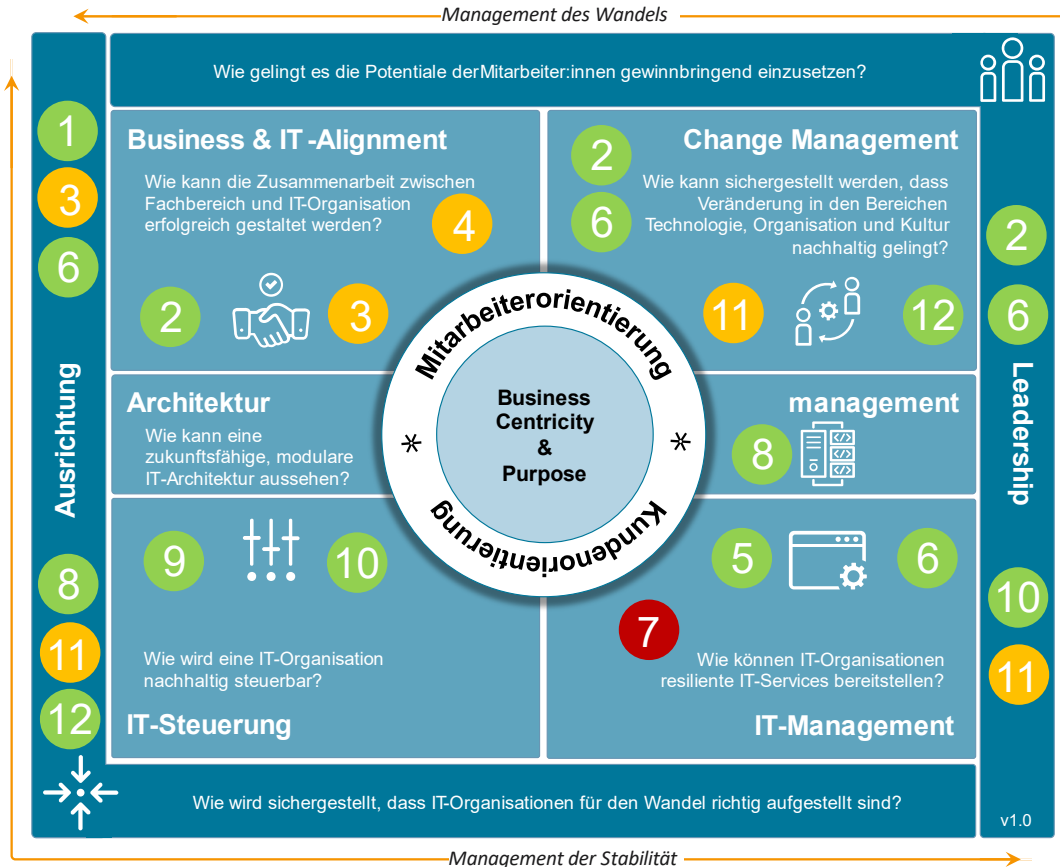 Management des Wandels
Wie gelingt es die Potentiale derMitarbeiter:innen gewinnbringend einzusetzen?
1
3
6
Ausrichtung
8
11
12
Business & IT -Alignment
Wie kann die Zusammenarbeit zwischen
Fachbereich und IT-Organisation
erfolgreich gestaltet werden?
4
2
3
Change Management
2
Wie kann sichergestellt werden, dass
Veränderung in den Bereichen
Technologie, Organisation und Kultur
nachhaltig gelingt?
6
11
12
2
6
Leadership
10
11
Mitarbeiterorientierung
*
*
Kundenorientierung
Business
Centricity
&
Purpose
Architektur
Wie kann eine
zukunftsfähige, modulare
IT-Architektur aussehen?
management
8
</>
</>
</>
9
10
Wie wird eine IT-Organisation
nachhaltig steuerbar?
IT-Steuerung
5
6
7
Wie können IT-Organisationen
resiliente IT-Services bereitstellen?
IT-Management
Wie wird sichergestellt, dass IT-Organisationen für den Wandel richtig aufgestellt sind?
v1.0
Management der Stabilität